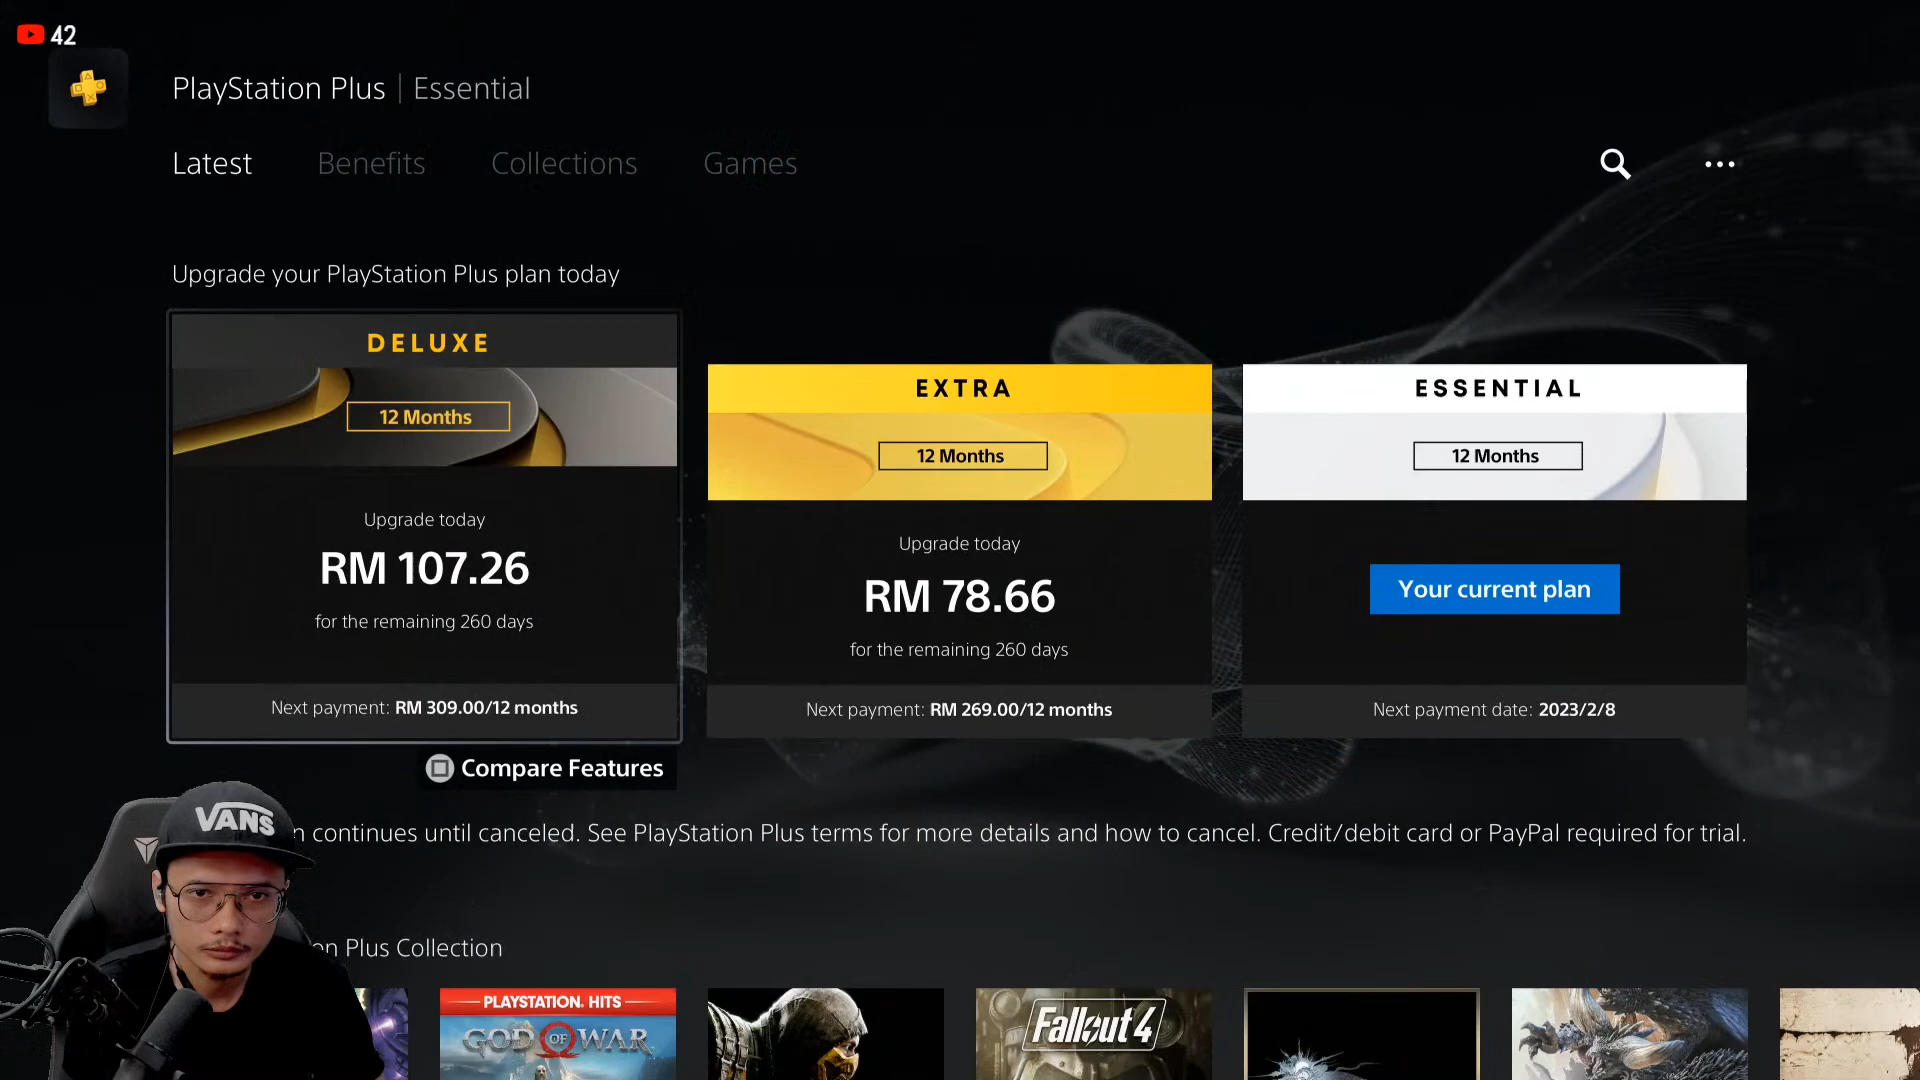 42
PlayStation Plus | Essential
Latest Benefits Collections Games
Upgrade your PlayStation Plus plan today
DELUXE
12 Months
Upgrade today
RM 107.26
for the remaining 260 days
Next payment: RM 309.00/12 months
Compare Features
EXTRA
12 Months
Upgrade today
RM 78.66
for the remaining 260 days
Next payment: RM 269.00/12 months
ESSENTIAL
12 Months
Your current plan
Next payment date: 2023/2/8
n continues until canceled. See PlayStation Plus terms for more details and how to cancel. Credit/debit card or PayPal required for trial.
on Plus Collection
PLAYSTATION HITS
GOD OF WAR
Fallout 4
VANS